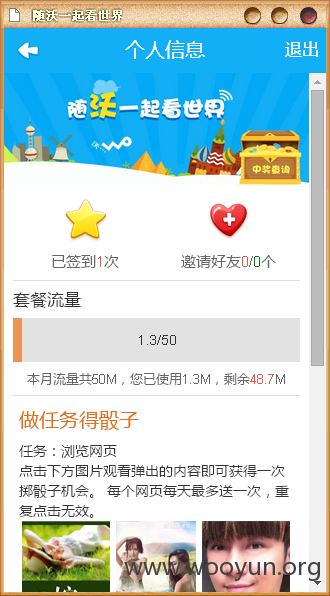 随沃一起看世界
个人信息
退出
随沃一起看世界
wo
中奖查询
已签到1次
邀请好友0/0个
套餐流量
1.3/50
本月流量共50M，您已使用1.3M，剩余48.7M
做任务得骰子
任务：浏览网页
点击下方图片观看弹出的内容即可获得一次
掷骰子机会。 每个网页每天最多送一次，重
复点击无效。
www.wooyun.org